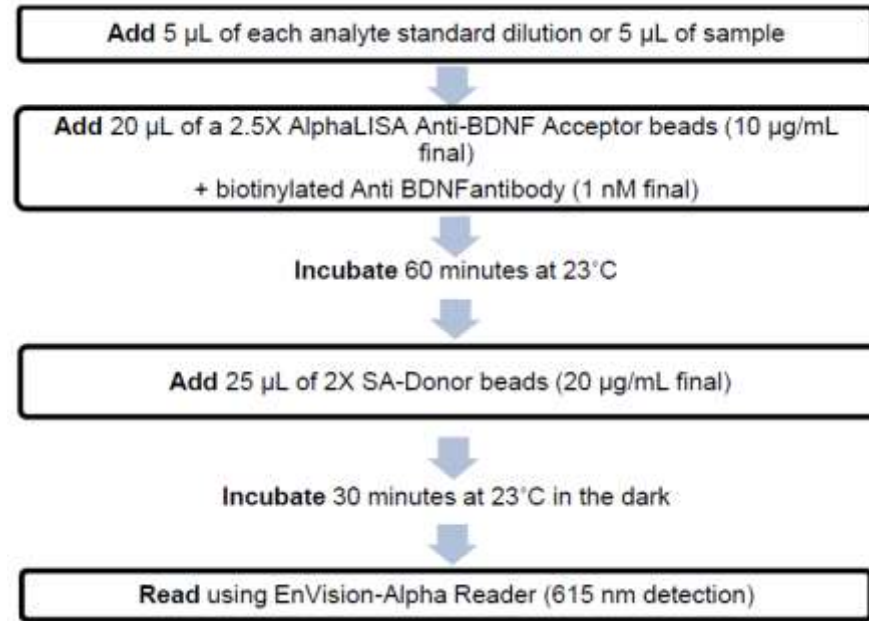 Add 5 µL of each analyte standard dilution or 5 µL of sample
Add 20 µL of a 2.5X AlphaLISA Anti-BDNF Acceptor beads (10 µg/mL
final)
+ biotinylated Anti BDNFantibody (1 nM final)
Incubate 60 minutes at 23˚C
Add 25 µL of 2X SA-Donor beads (20 µg/mL final)
Incubate 30 minutes at 23˚C in the dark
Read using EnVision-Alpha Reader (615 nm detection)